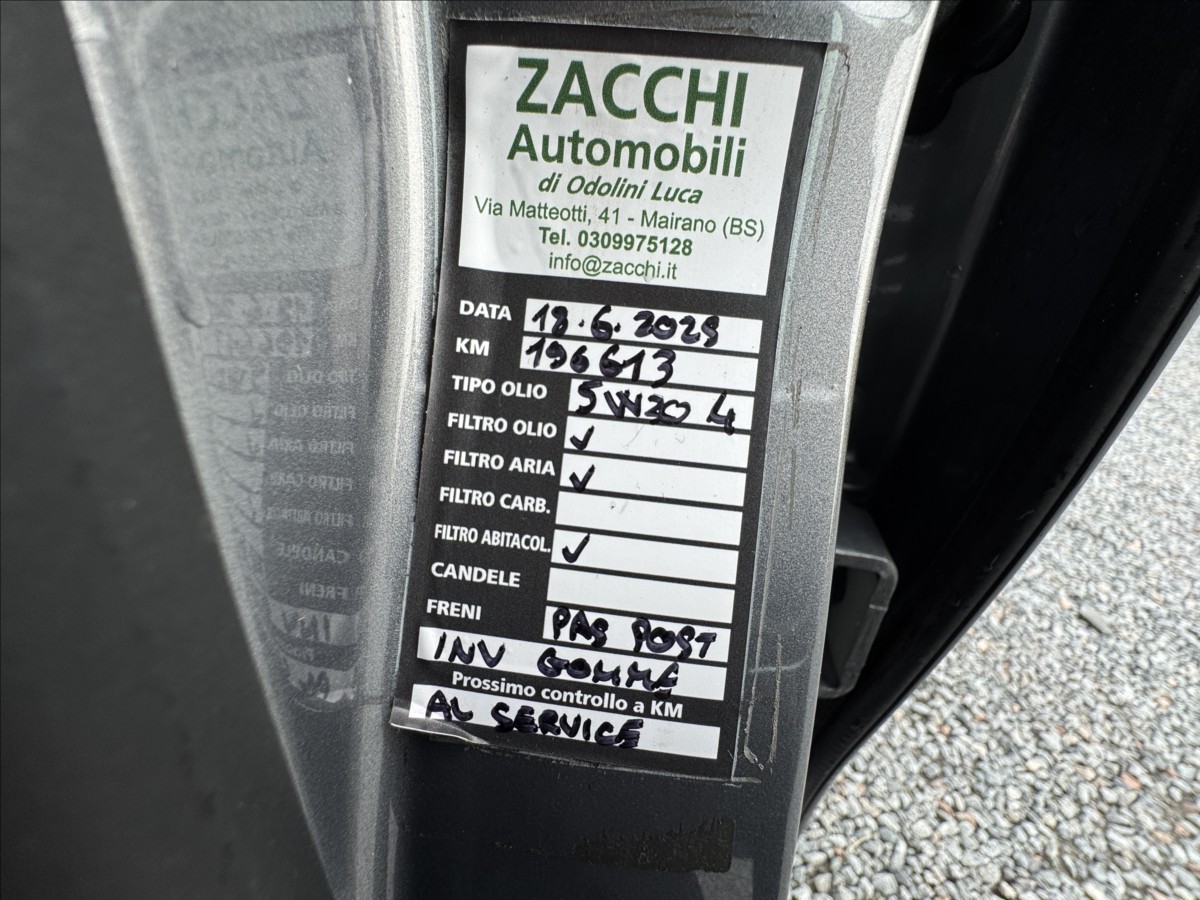 ZACCHI
Automobili
di Odolini Luca
Via Matteotti, 41 - Mairano (BS)
Tel. 0309975128
info@zacchi.it
DATA 18.6.2025
KM 196613
TIPO OLIO 5W20 4
FILTRO OLIO ✓
FILTRO ARIA ✓
FILTRO CARB.
FILTRO ABITACOL. ✓
CANDELE
FRENI PAS POST
INV GOMME
Prossimo controllo a KM
AL SERVICE